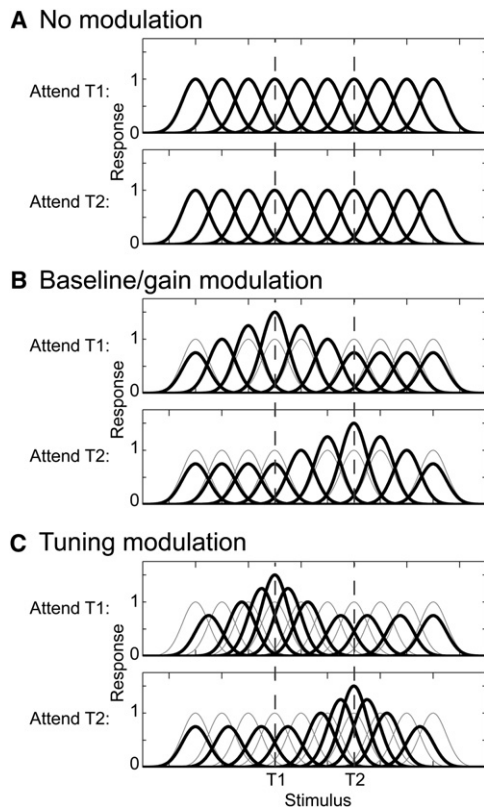 A No modulation
Attend T1:
1
0
Response
Attend T2:
1
0
B Baseline/gain modulation
Attend T1:
1
0
Response
Attend T2:
1
0
C Tuning modulation
Attend T1:
1
0
Response
Attend T2:
1
0
T1 T2
Stimulus